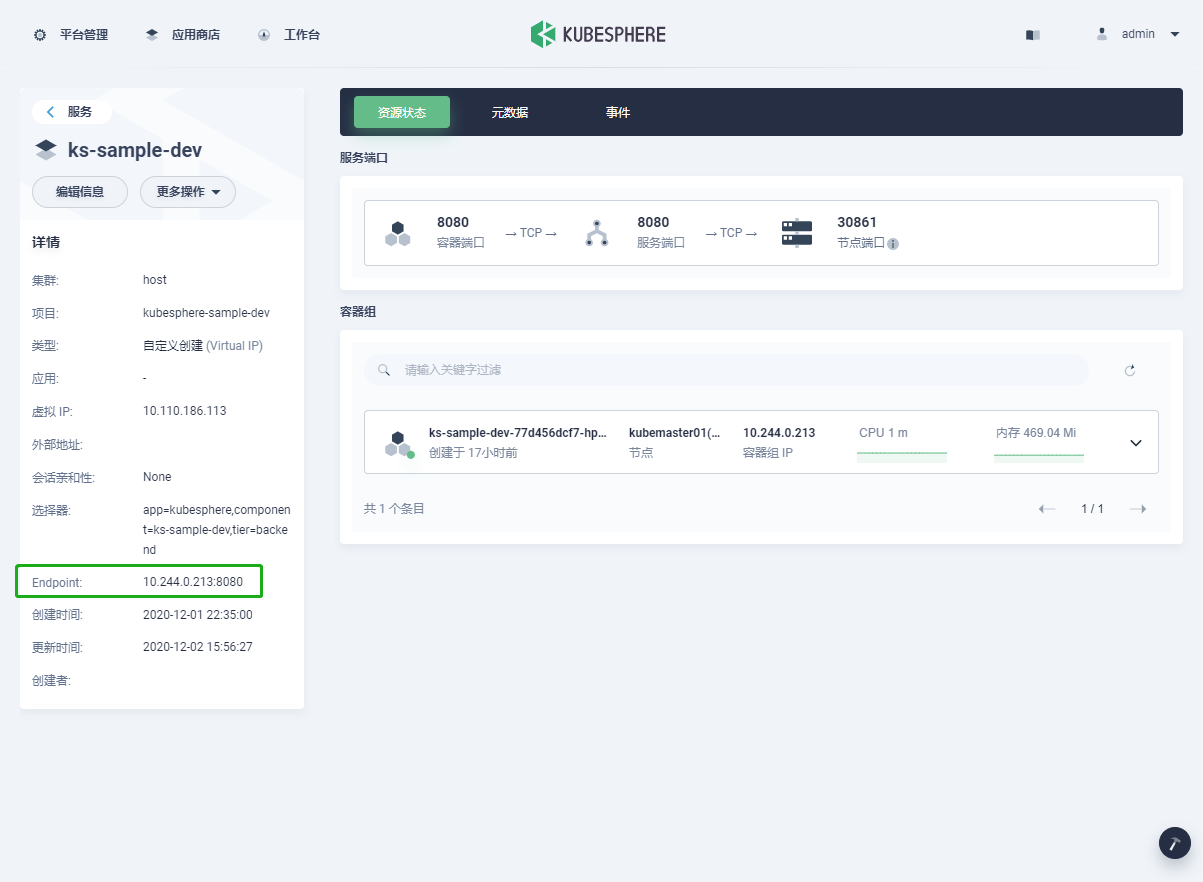 平台管理
应用商店
工作台
KUBESPHERE
admin
服务
ks-sample-dev
编辑信息
更多操作
详情
集群: host
项目: kubesphere-sample-dev
类型: 自定义创建 (Virtual IP)
应用: -
虚拟 IP: 10.110.186.113
外部地址:
会话亲和性: None
选择器: app=kubesphere,componen
t=ks-sample-dev,tier=backe
nd
Endpoint: 10.244.0.213:8080
创建时间: 2020-12-01 22:35:00
更新时间: 2020-12-02 15:56:27
创建者:
资源状态
元数据
事件
服务端口
8080
容器端口
→ TCP →
8080
服务端口
→ TCP →
30861
节点端口
容器组
请输入关键字过滤
ks-sample-dev-77d456dcf7-hp...
创建于 17小时前
kubemaster01(...
节点
10.244.0.213
容器组 IP
CPU 1 m
内存 469.04 Mi
共 1 个条目
1 / 1